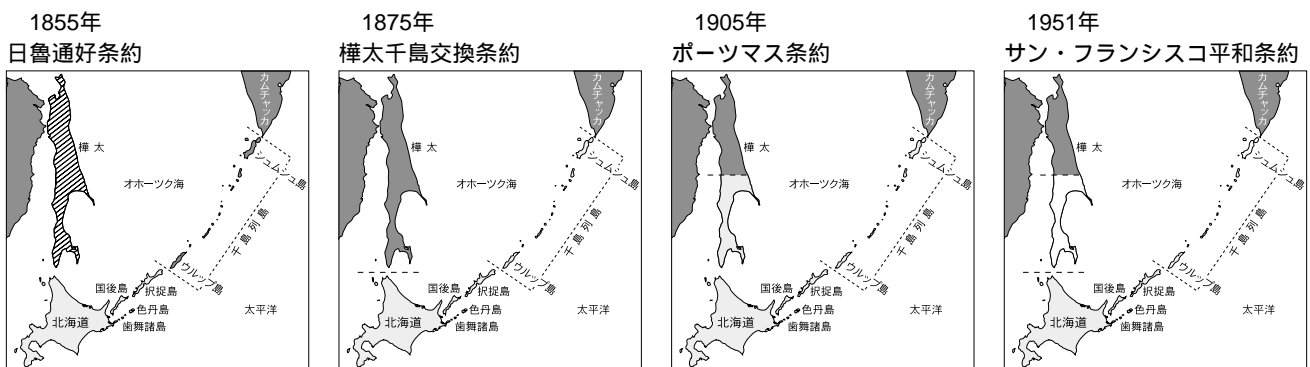 1855年
日魯通好条約
カムチャッカ
樺太
シュムシュ島
オホーツク海
千島列島
ウルップ島
国後島
択捉島
色丹島
太平洋
北海道
歯舞諸島
1875年
樺太千島交換条約
カムチャッカ
樺太
シュムシュ島
オホーツク海
千島列島
ウルップ島
国後島
択捉島
色丹島
太平洋
北海道
歯舞諸島
1905年
ポーツマス条約
カムチャッカ
樺太
シュムシュ島
オホーツク海
千島列島
ウルップ島
国後島
択捉島
色丹島
太平洋
北海道
歯舞諸島
1951年
サン・フランシスコ平和条約
カムチャッカ
樺太
シュムシュ島
オホーツク海
千島列島
ウルップ島
国後島
択捉島
色丹島
太平洋
北海道
歯舞諸島